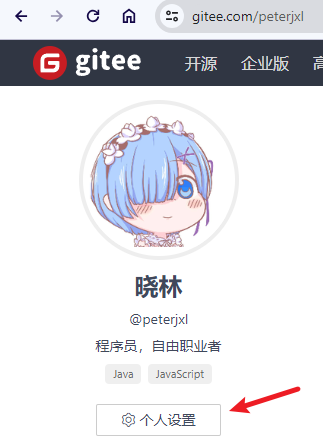 gitee.com/peterjxl
gitee 开源 企业版
晓林
@peterjxl
程序员，自由职业者
Java JavaScript
个人设置